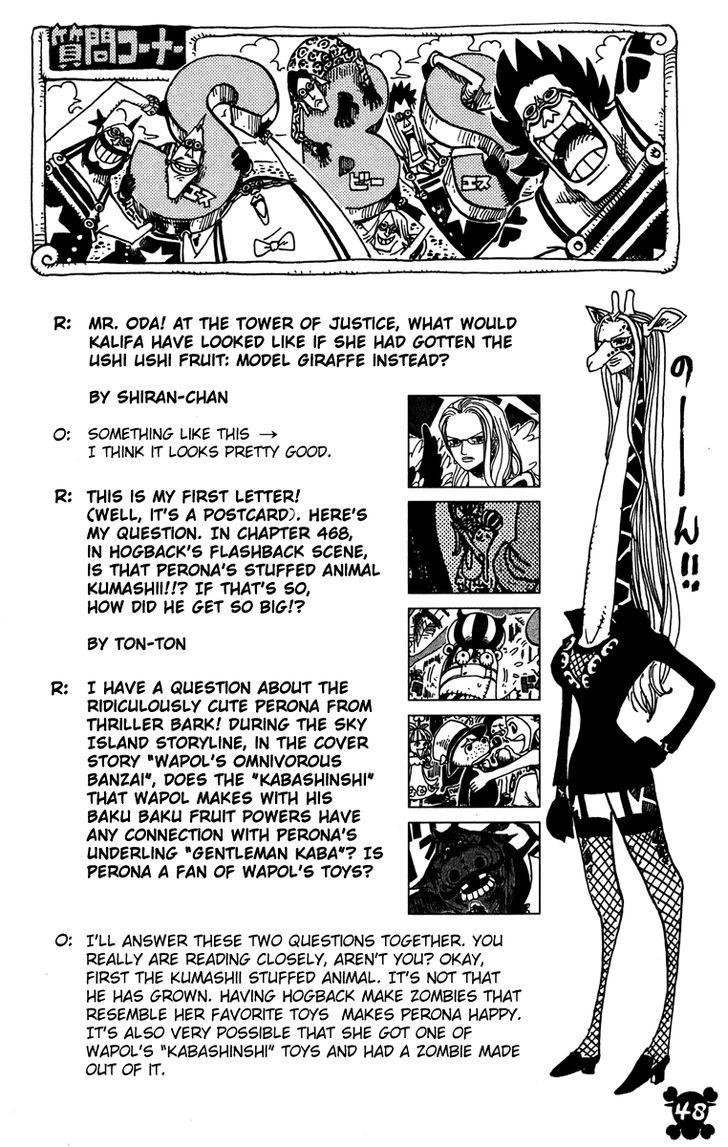 質問コーナー
S B S
エス ビー エス
R: MR. ODA! AT THE TOWER OF JUSTICE, WHAT WOULD
KALIFA HAVE LOOKED LIKE IF SHE HAD GOTTEN THE
USHI USHI FRUIT: MODEL GIRAFFE INSTEAD?
BY SHIRAN-CHAN
O: SOMETHING LIKE THIS →
I THINK IT LOOKS PRETTY GOOD.
のーーん!!
R: THIS IS MY FIRST LETTER!
(WELL, IT'S A POSTCARD). HERE'S
MY QUESTION. IN CHAPTER 468,
IN HOGBACK'S FLASHBACK SCENE,
IS THAT PERONA'S STUFFED ANIMAL
KUMASHII!!? IF THAT'S SO,
HOW DID HE GET SO BIG!?
BY TON-TON
R: I HAVE A QUESTION ABOUT THE
RIDICULOUSLY CUTE PERONA FROM
THRILLER BARK! DURING THE SKY
ISLAND STORYLINE, IN THE COVER
STORY "WAPOL'S OMNIVOROUS
BANZAI", DOES THE "KABASHINSHI"
THAT WAPOL MAKES WITH HIS
BAKU BAKU FRUIT POWERS HAVE
ANY CONNECTION WITH PERONA'S
UNDERLING "GENTLEMAN KABA"? IS
PERONA A FAN OF WAPOL'S TOYS?
O: I'LL ANSWER THESE TWO QUESTIONS TOGETHER. YOU
REALLY ARE READING CLOSELY, AREN'T YOU? OKAY,
FIRST THE KUMASHII STUFFED ANIMAL. IT'S NOT THAT
HE HAS GROWN. HAVING HOGBACK MAKE ZOMBIES THAT
RESEMBLE HER FAVORITE TOYS MAKES PERONA HAPPY.
IT'S ALSO VERY POSSIBLE THAT SHE GOT ONE OF
WAPOL'S "KABASHINSHI" TOYS AND HAD A ZOMBIE MADE
OUT OF IT.
48